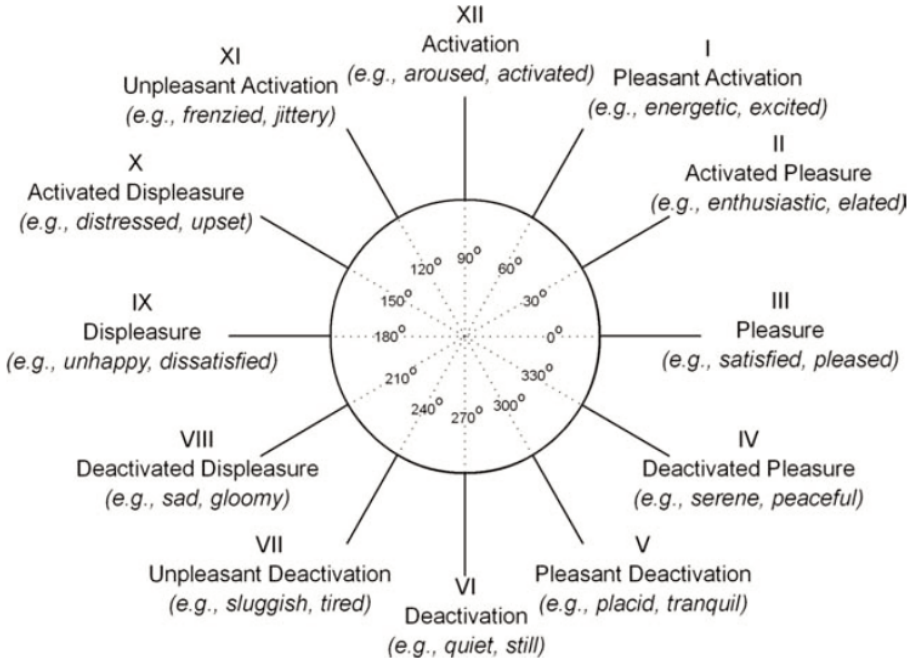 XII
Activation
(e.g., aroused, activated)
I
Pleasant Activation
(e.g., energetic, excited)
II
Activated Pleasure
(e.g., enthusiastic, elated)
III
Pleasure
(e.g., satisfied, pleased)
IV
Deactivated Pleasure
(e.g., serene, peaceful)
V
Pleasant Deactivation
(e.g., placid, tranquil)
VI
Deactivation
(e.g., quiet, still)
VII
Unpleasant Deactivation
(e.g., sluggish, tired)
VIII
Deactivated Displeasure
(e.g., sad, gloomy)
IX
Displeasure
(e.g., unhappy, dissatisfied)
X
Activated Displeasure
(e.g., distressed, upset)
XI
Unpleasant Activation
(e.g., frenzied, jittery)
90°
60°
30°
0°
330°
300°
270°
240°
210°
180°
150°
120°